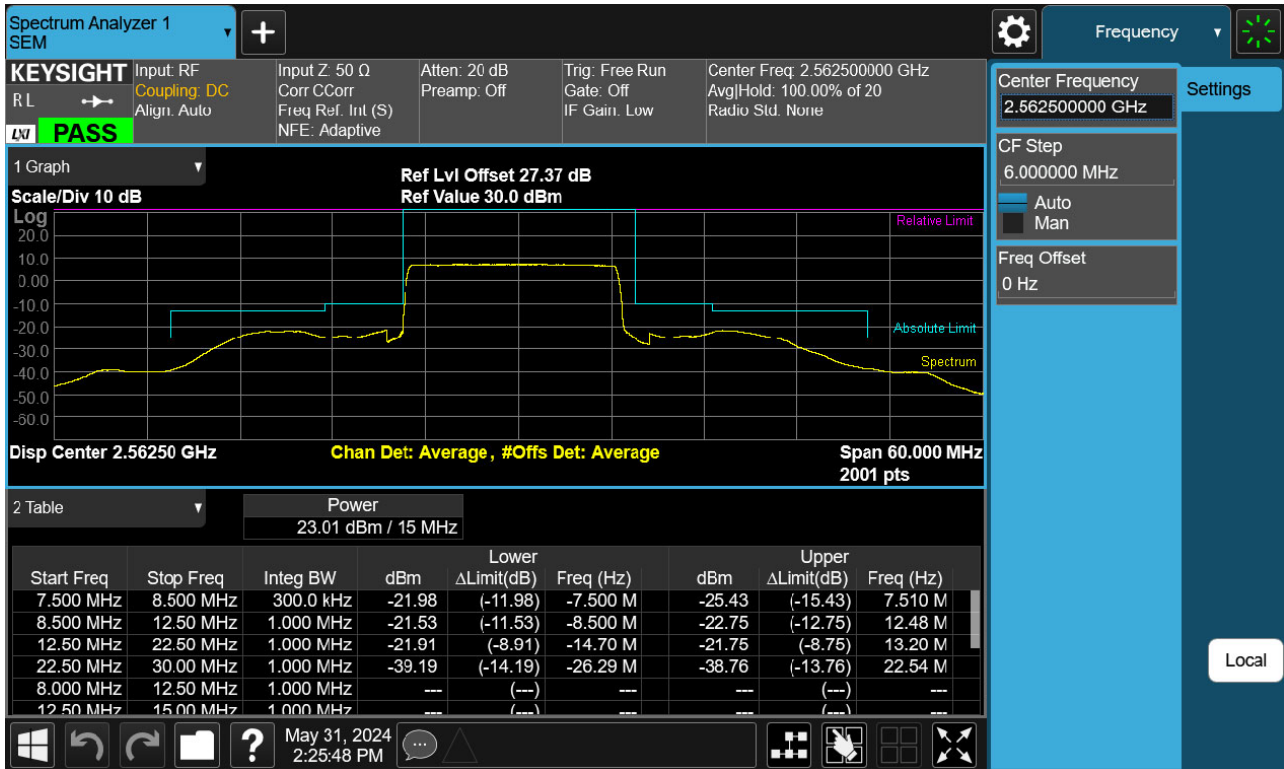 Spectrum Analyzer 1
SEM
Frequency
KEYSIGHT
R L
LXI PASS
Input: RF
Coupling: DC
Align: Auto
Input Z: 50 Ω
Corr CCorr
Freq Ref: Int (S)
NFE: Adaptive
Atten: 20 dB
Preamp: Off
Trig: Free Run
Gate: Off
IF Gain: Low
Center Freq: 2.562500000 GHz
Avg|Hold: 100.00% of 20
Radio Std: None
Center Frequency
2.562500000 GHz
Settings
CF Step
6.000000 MHz
Auto
Man
Freq Offset
0 Hz
1 Graph
Scale/Div 10 dB
Ref Lvl Offset 27.37 dB
Ref Value 30.0 dBm
Log
20.0
10.0
0.00
-10.0
-20.0
-30.0
-40.0
-50.0
-60.0
Relative Limit
Absolute Limit
Spectrum
Disp Center 2.56250 GHz
Chan Det: Average , #Offs Det: Average
Span 60.000 MHz
2001 pts
2 Table
Power
23.01 dBm / 15 MHz
Lower Upper
Start Freq Stop Freq Integ BW dBm ΔLimit(dB) Freq (Hz) dBm ΔLimit(dB) Freq (Hz)
7.500 MHz 8.500 MHz 300.0 kHz -21.98 (-11.98) -7.500 M -25.43 (-15.43) 7.510 M
8.500 MHz 12.50 MHz 1.000 MHz -21.53 (-11.53) -8.500 M -22.75 (-12.75) 12.48 M
12.50 MHz 22.50 MHz 1.000 MHz -21.91 (-8.91) -14.70 M -21.75 (-8.75) 13.20 M
22.50 MHz 30.00 MHz 1.000 MHz -39.19 (-14.19) -26.29 M -38.76 (-13.76) 22.54 M
8.000 MHz 12.50 MHz 1.000 MHz --- (---) --- --- (---) ---
12.50 MHz 15.00 MHz 1.000 MHz --- (---) --- --- (---) ---
Local
?
May 31, 2024
2:25:48 PM